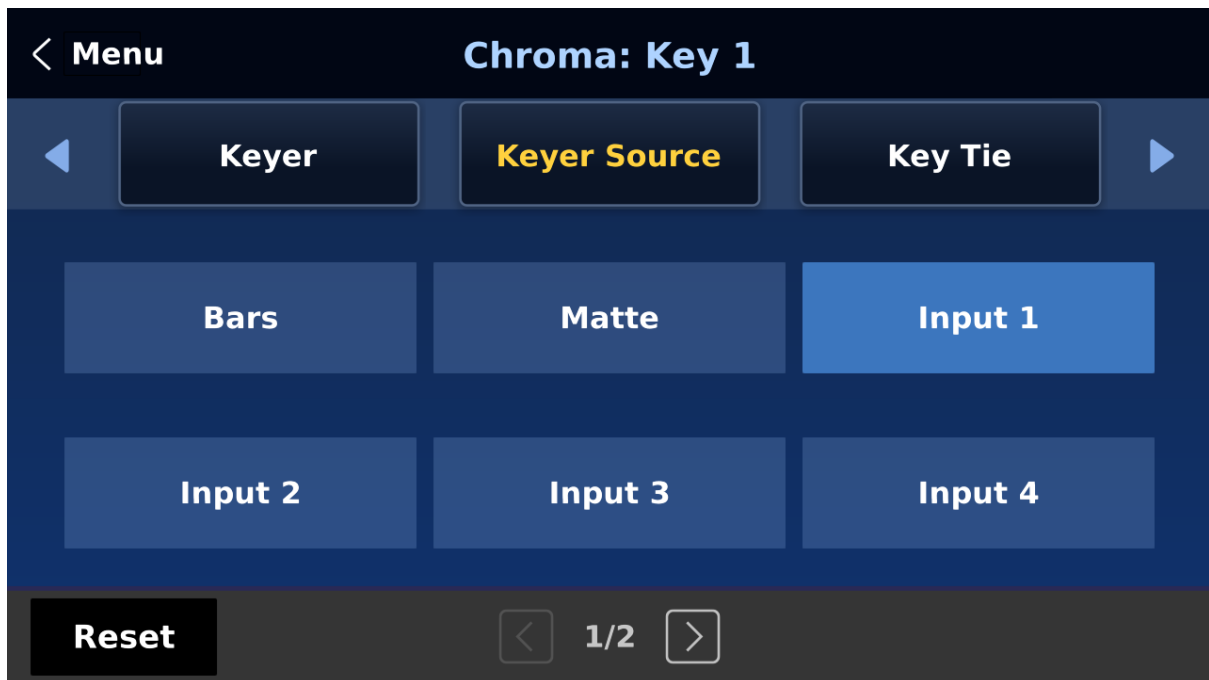 Menu
Chroma: Key 1
Keyer
Keyer Source
Key Tie
Bars
Matte
Input 1
Input 2
Input 3
Input 4
Reset
1/2